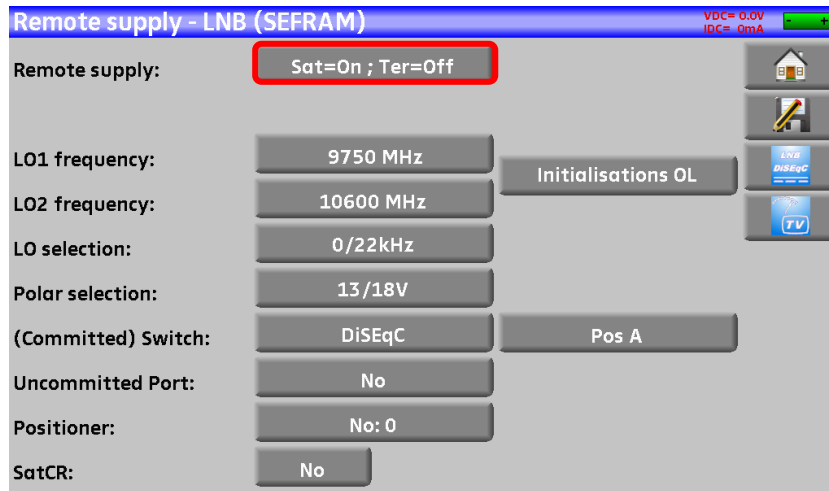 Remote supply - LNB (SEFRAM)
VDC= 0.0V
IDC= 0mA
- +
Remote supply: Sat=On ; Ter=Off
LO1 frequency: 9750 MHz
Initialisations OL
LNB
DiSEqC
LO2 frequency: 10600 MHz
TV
LO selection: 0/22kHz
Polar selection: 13/18V
(Committed) Switch: DiSEqC Pos A
Uncommitted Port: No
Positioner: No: 0
SatCR: No